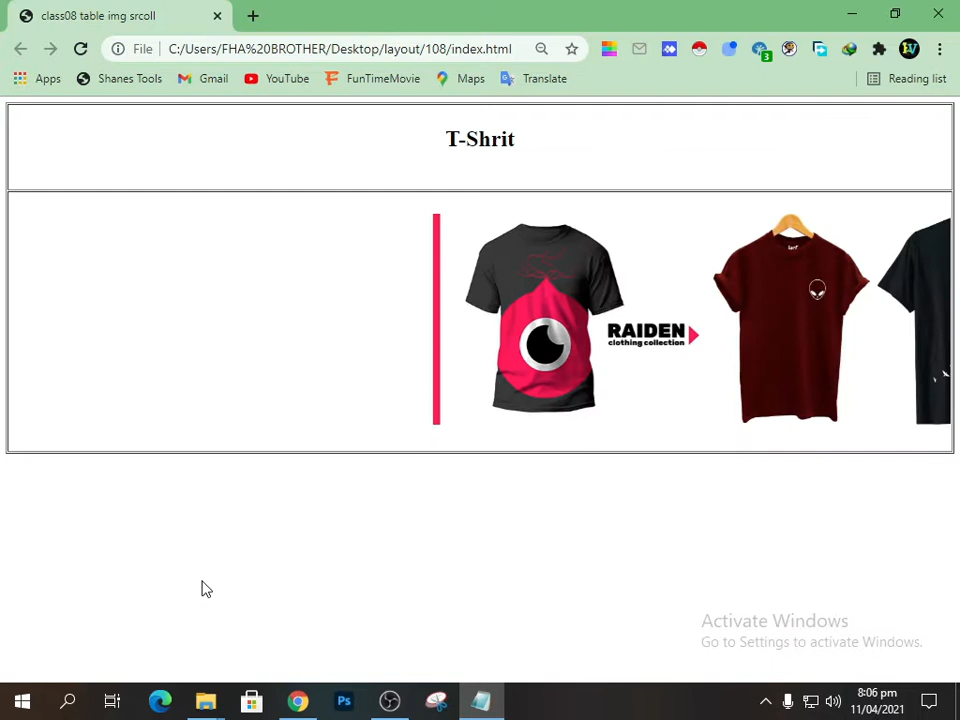 class08 table img srcoll
File
C:/Users/FHA%20BROTHER/Desktop/layout/108/index.html
3
Apps
Shanes Tools
Gmail
YouTube
FunTimeMovie
Maps
Translate
Reading list
T-Shrit
RAIDEN
clothing collection
Activate Windows
Go to Settings to activate Windows.
Ps
8:06 pm
11/04/2021